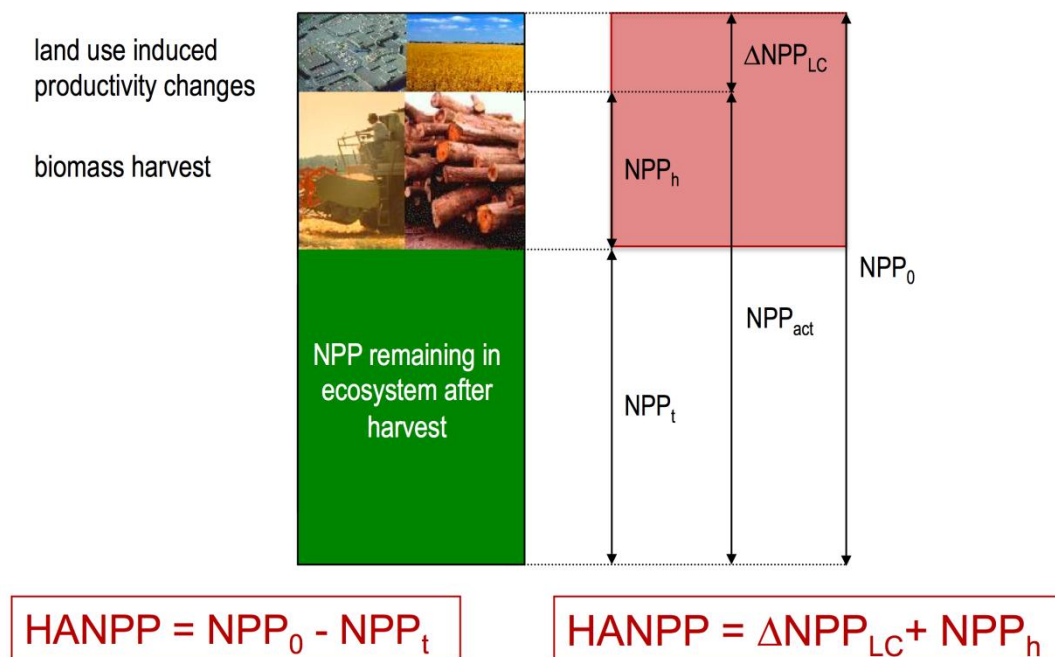 land use induced
productivity changes
biomass harvest
NPP remaining in
ecosystem after
harvest
ΔNPP_LC
NPP_h
NPP_0
NPP_act
NPP_t
HANPP = NPP_0 - NPP_t
HANPP = ΔNPP_LC+ NPP_h